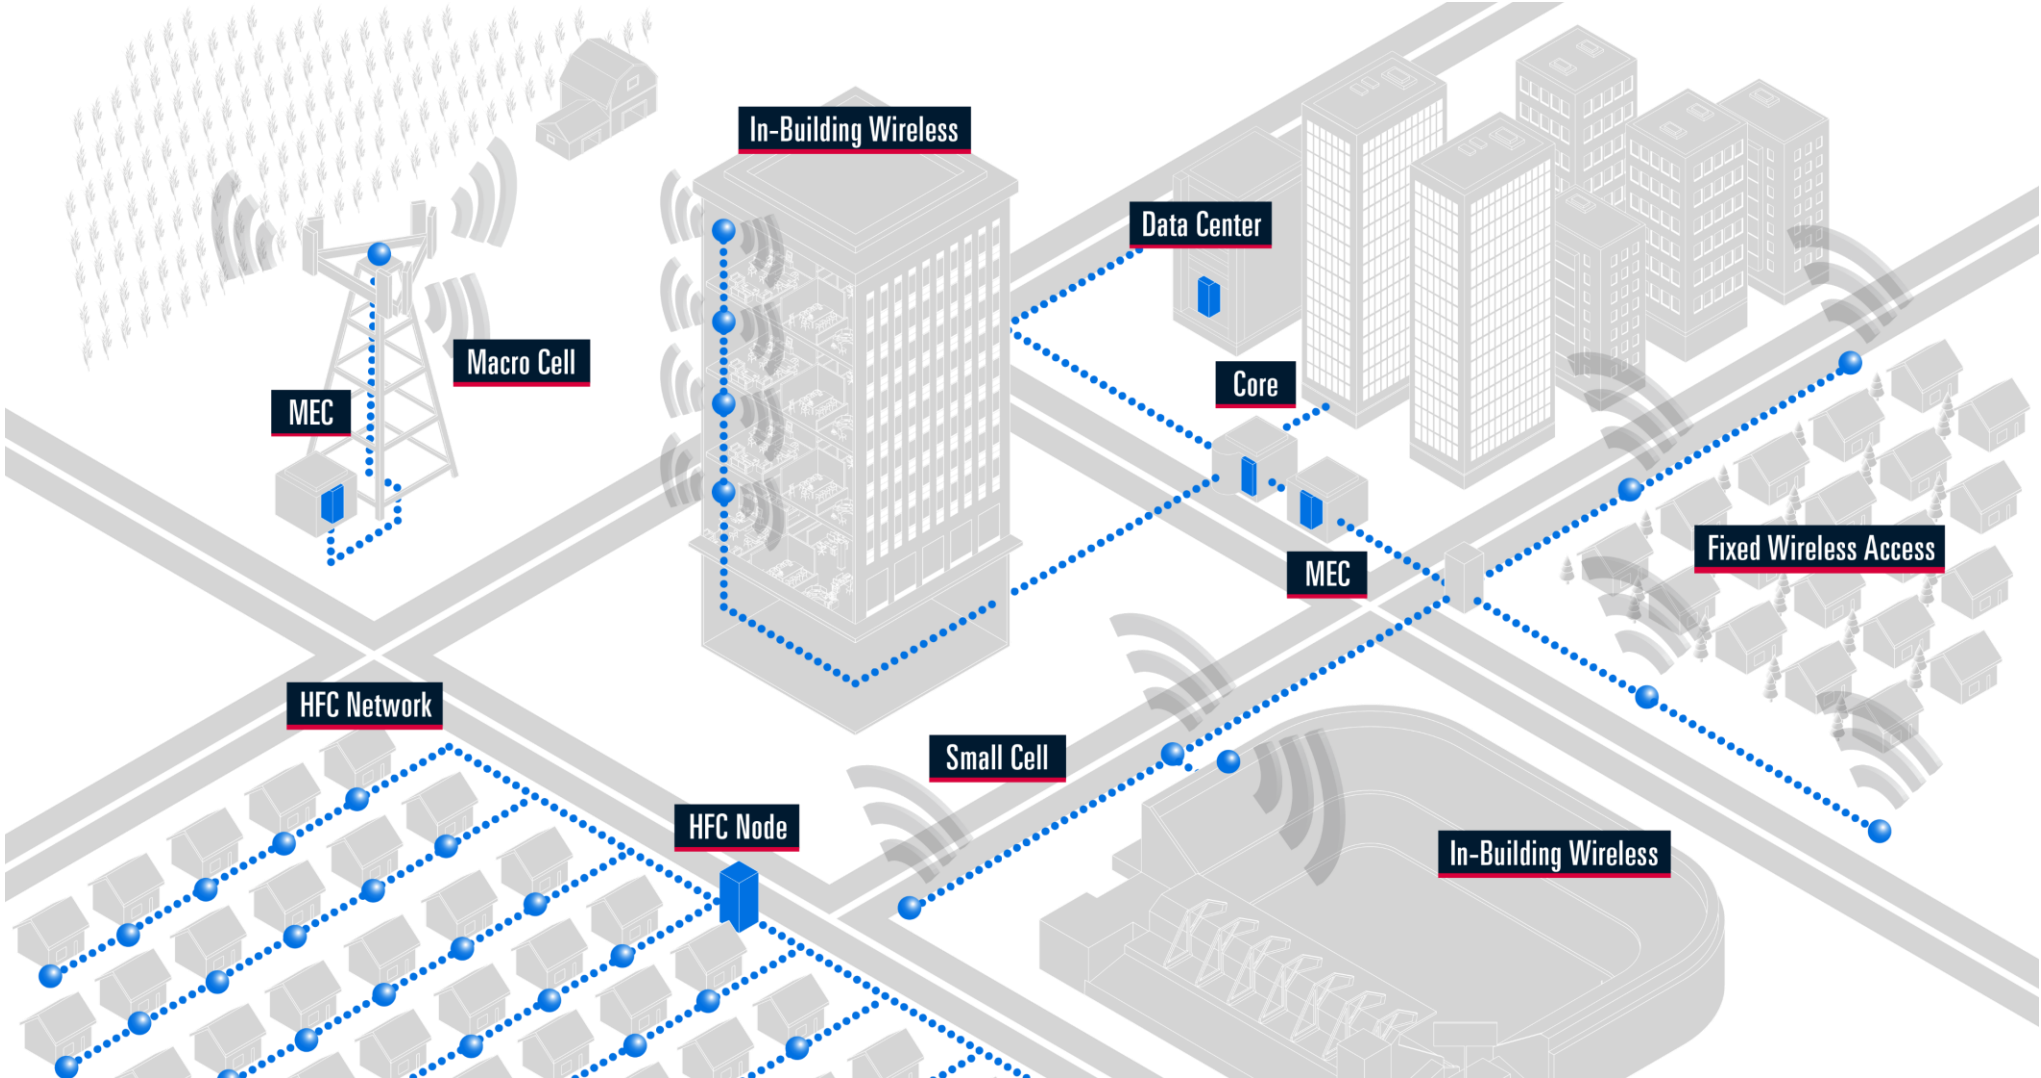 In-Building Wireless
Data Center
Macro Cell
Core
MEC
Fixed Wireless Access
MEC
HFC Network
Small Cell
HFC Node
In-Building Wireless